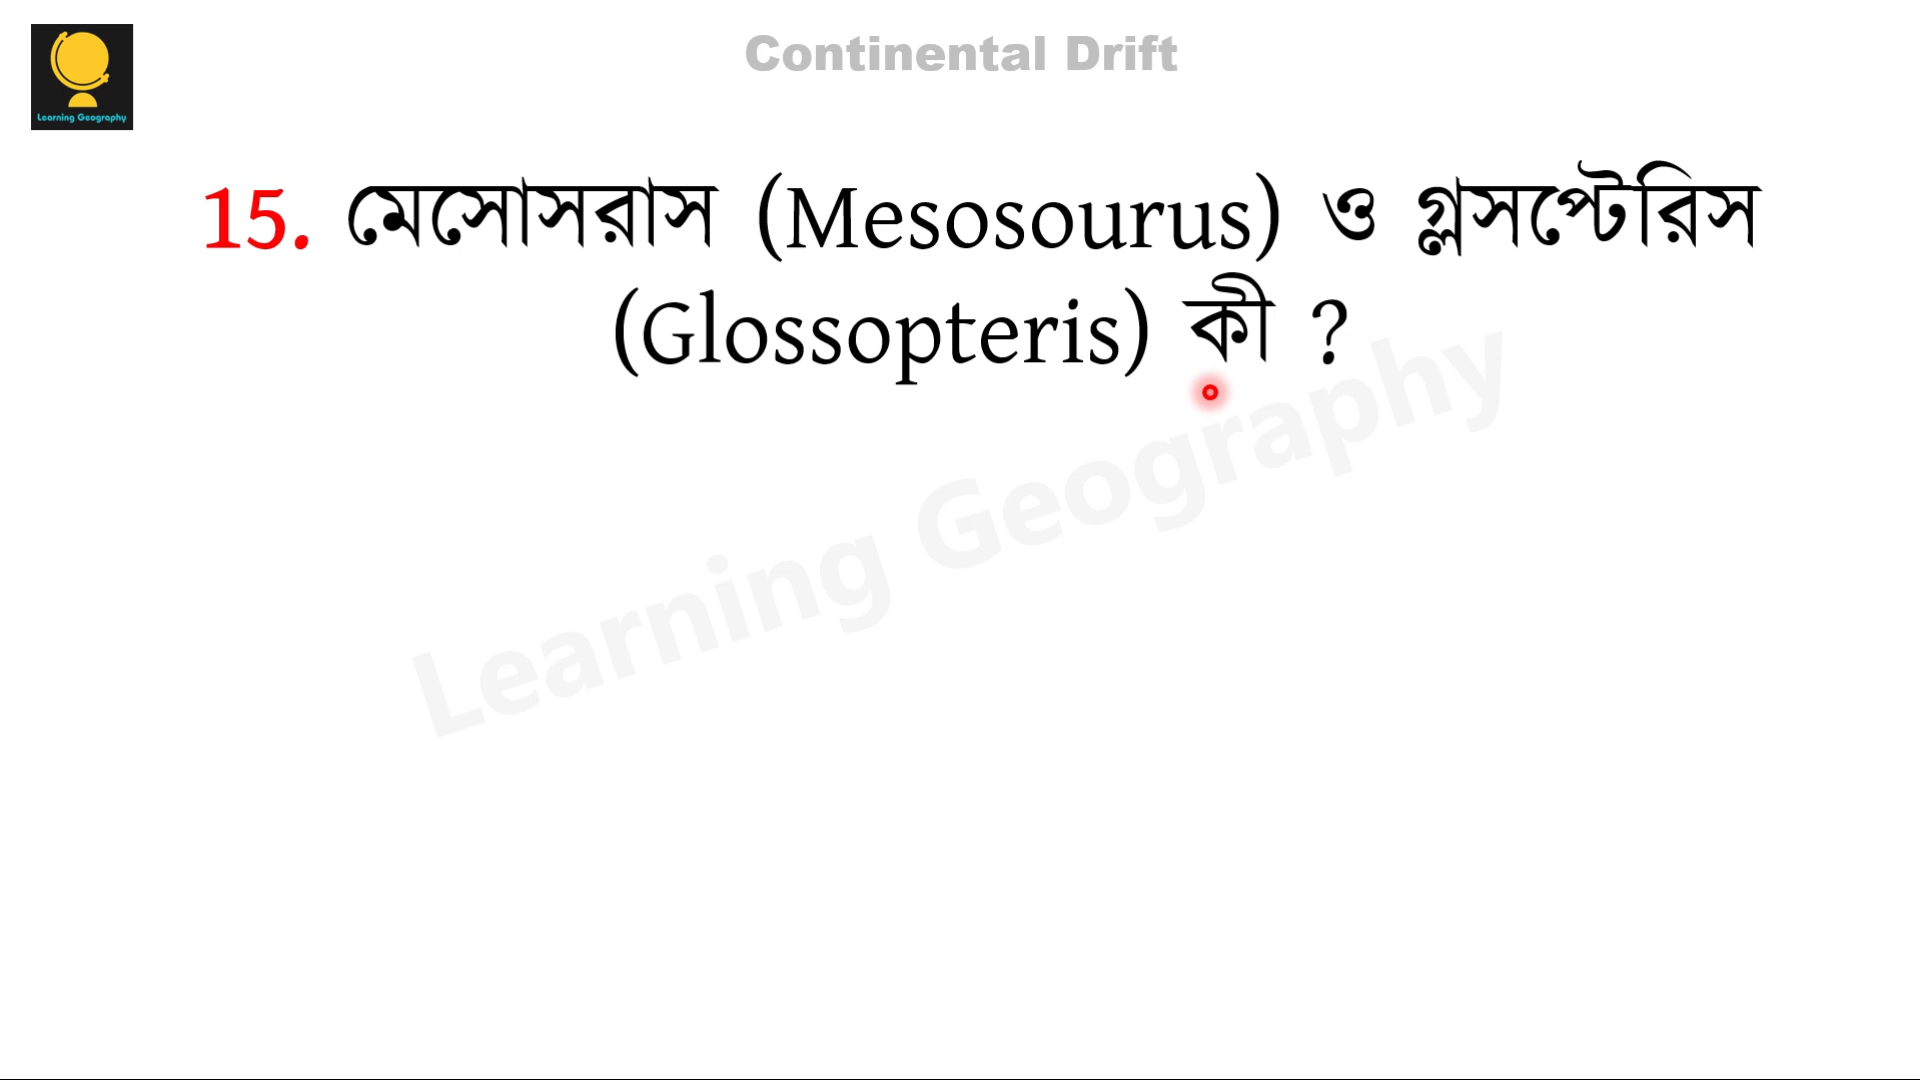 Continental Drift
Learning Geography
15. মেসোসরাস (Mesosourus) ও গ্লসপ্টেরিস
(Glossopteris) কী ?
Learning Geography